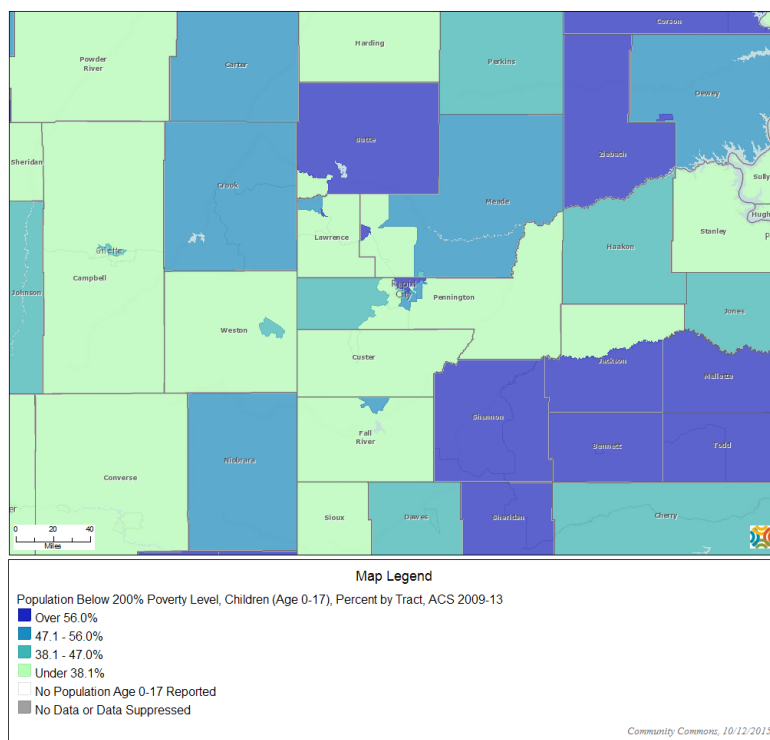 Corson
Harding
Powder
River
Carter
Perkins
Dewey
Butte
Ziebach
Sheridan
Crook
Meade
Sully
Lawrence
Stanley
Hugh
Haakon
Gillette
Campbell
Johnson
Rapid
City
Pennington
Jones
Weston
Custer
Jackson
Mellette
Shannon
Fall
River
Bennett
Todd
Niobrara
Converse
Sioux
Dawes
Sheridan
Cherry
0 20 40
Miles
Map Legend
Population Below 200% Poverty Level, Children (Age 0-17), Percent by Tract, ACS 2009-13
Over 56.0%
47.1 - 56.0%
38.1 - 47.0%
Under 38.1%
No Population Age 0-17 Reported
No Data or Data Suppressed
Community Commons, 10/12/2015